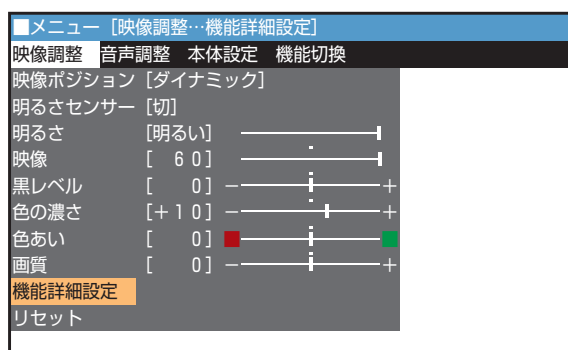 ■メニュー [映像調整…機能詳細設定]
映像調整 音声調整 本体設定 機能切換
映像ポジション [ダイナミック]
明るさセンサー [切]
明るさ [明るい]
映像 [ 60]
黒レベル [ 0] − +
色の濃さ [+10] − +
色あい [ 0]
画質 [ 0] − +
機能詳細設定
リセット